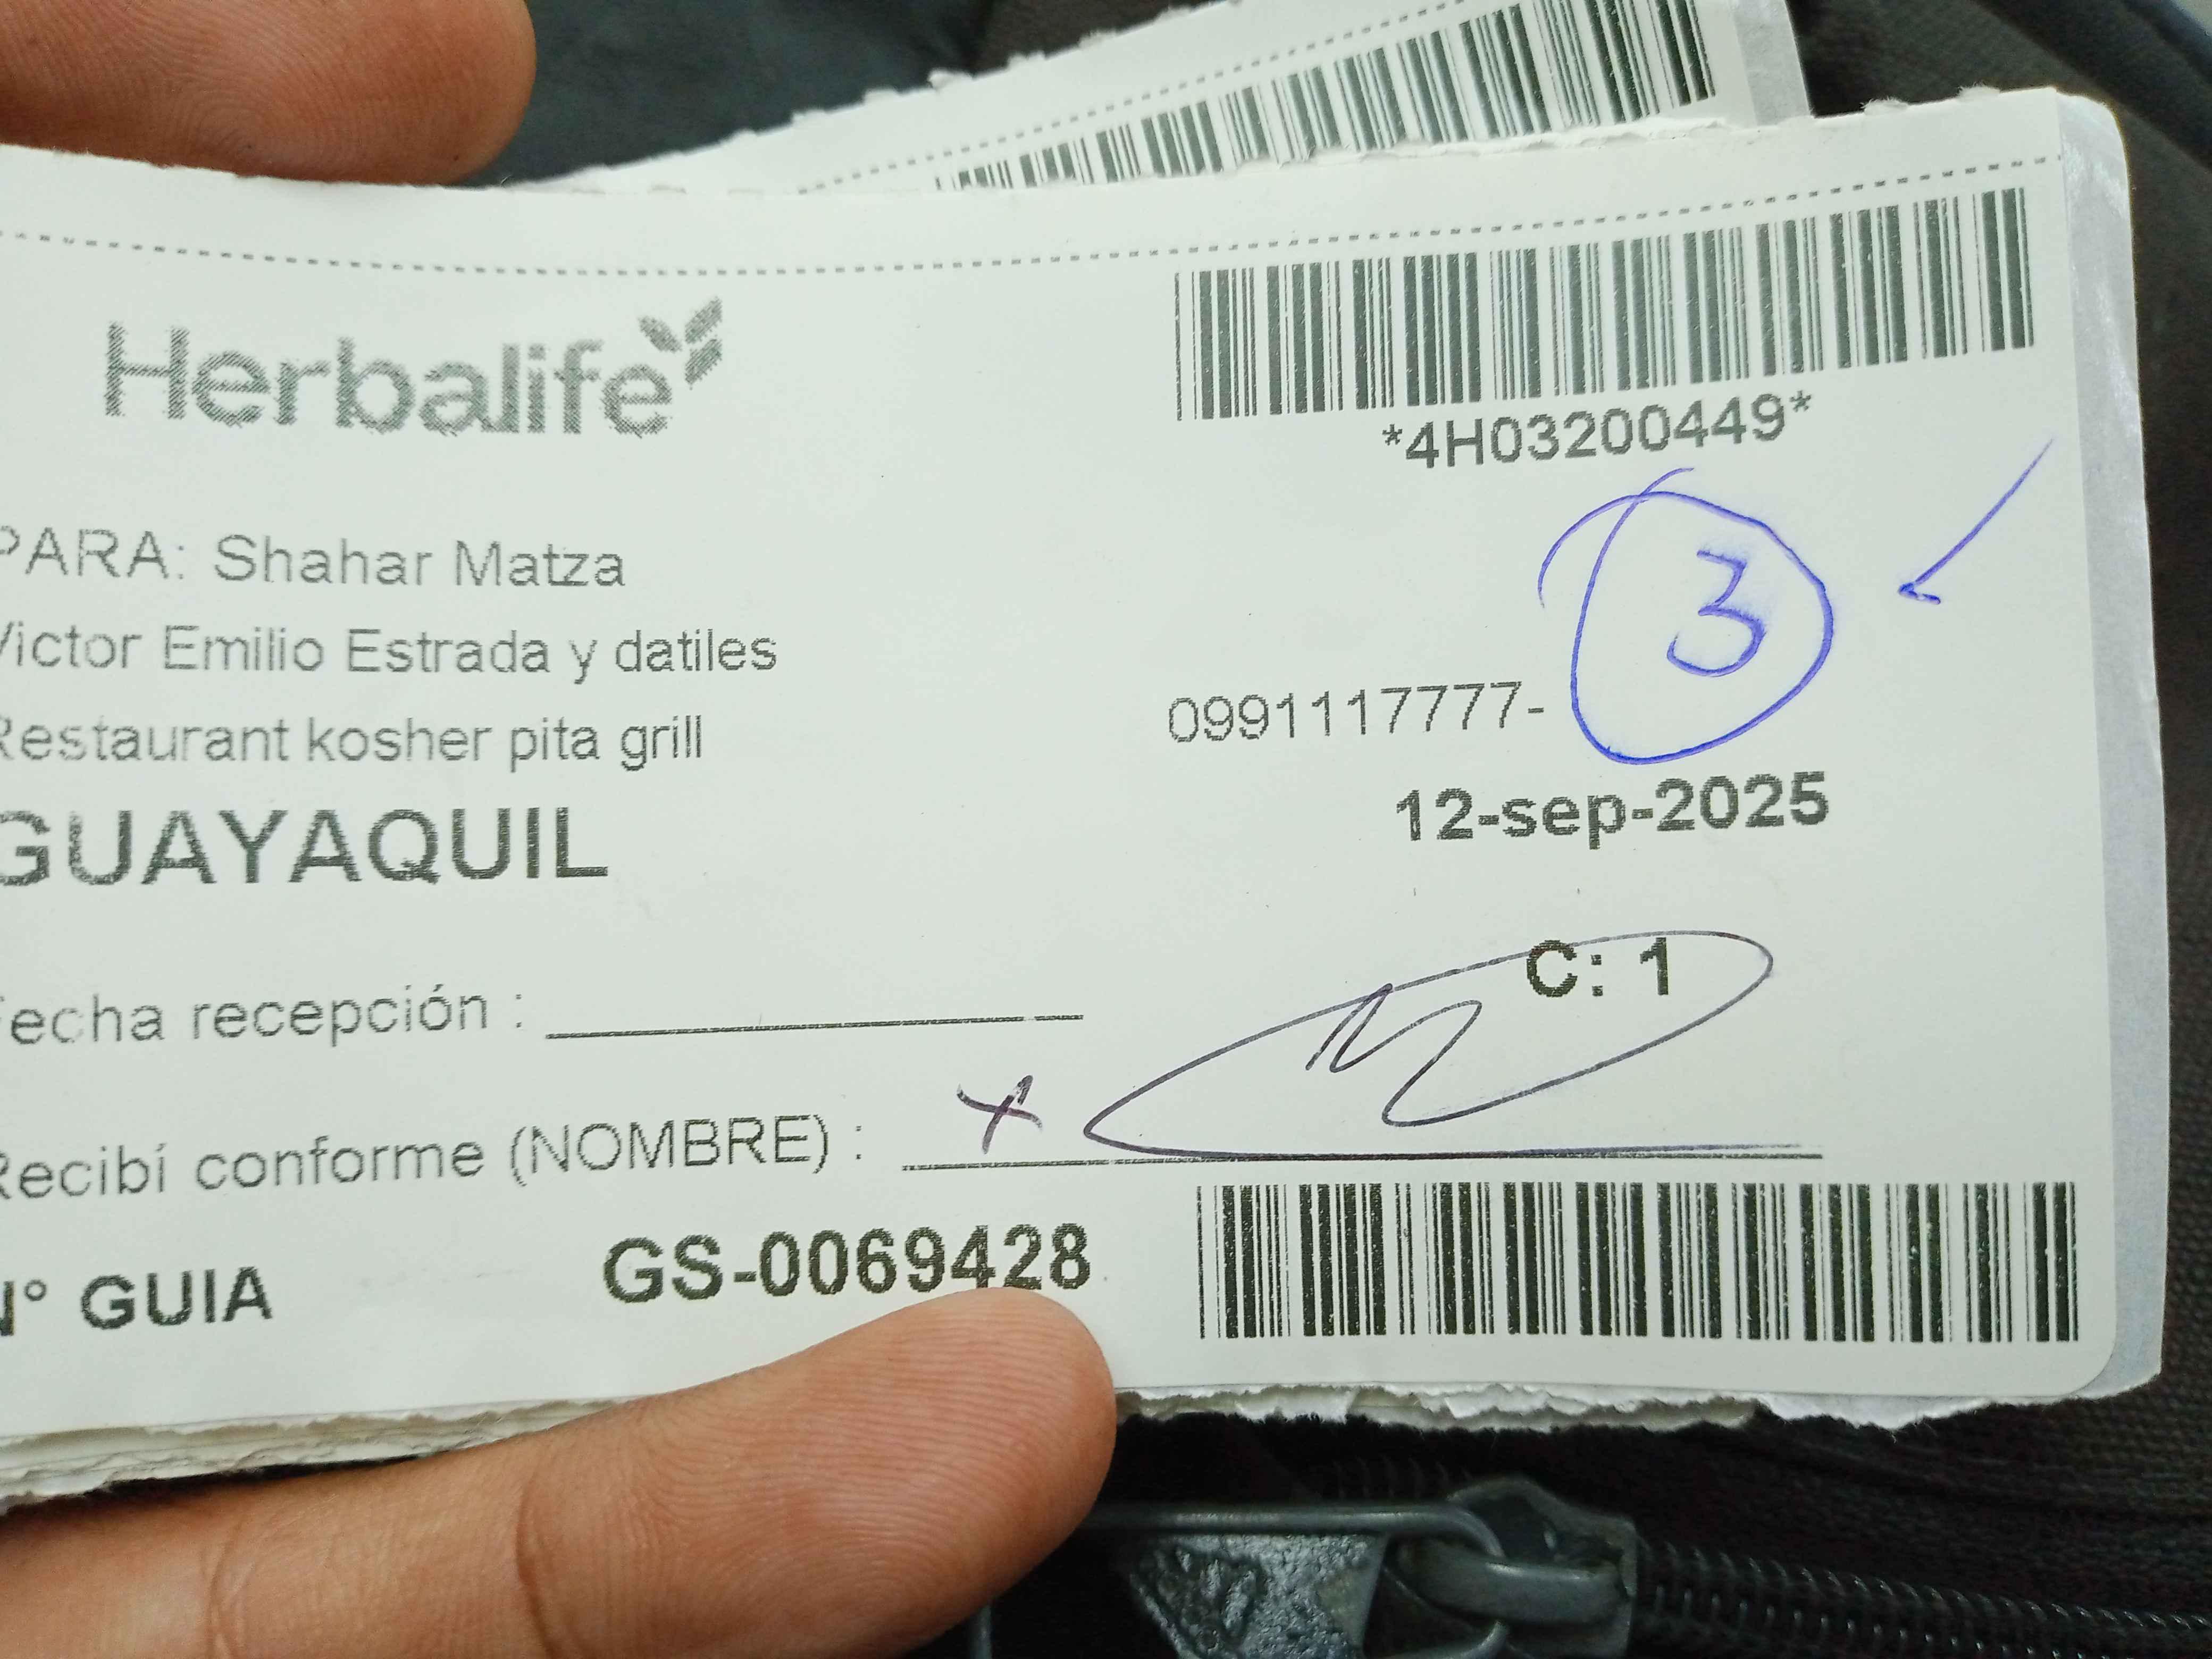 Herbalife
*4H03200449*
3
PARA: Shahar Matza
Victor Emilio Estrada y datiles
Restaurant kosher pita grill
0991117777-
GUAYAQUIL
12-sep-2025
C: 1
Fecha recepción :
Recibí conforme (NOMBRE) : x
N° GUIA GS-0069428